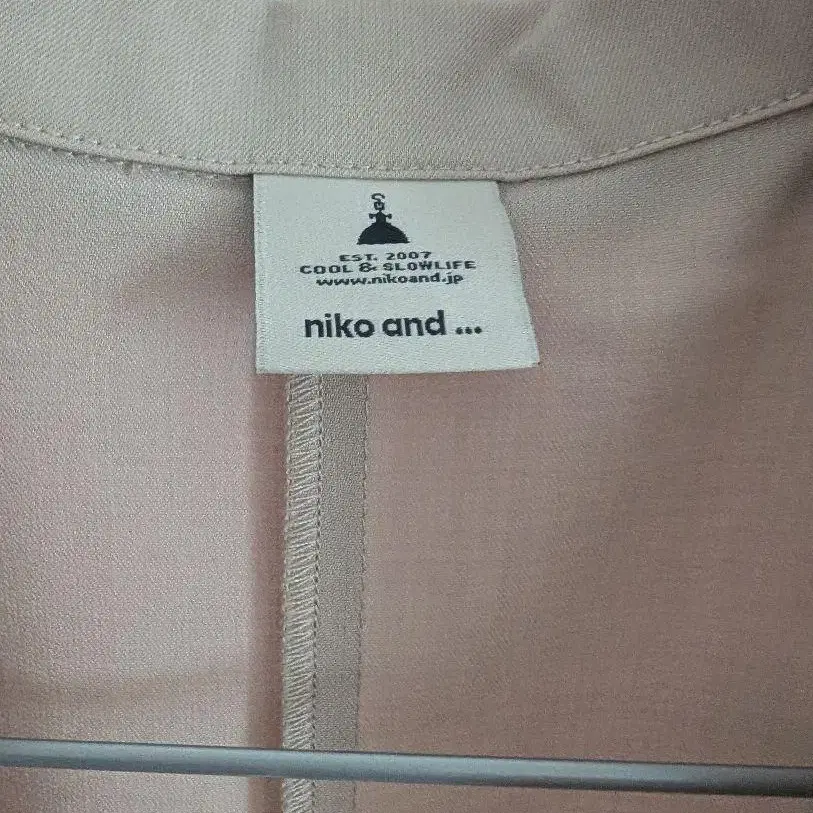 EST. 2007
COOL & SLOWLIFE
www.nikoand.jp
niko and ...